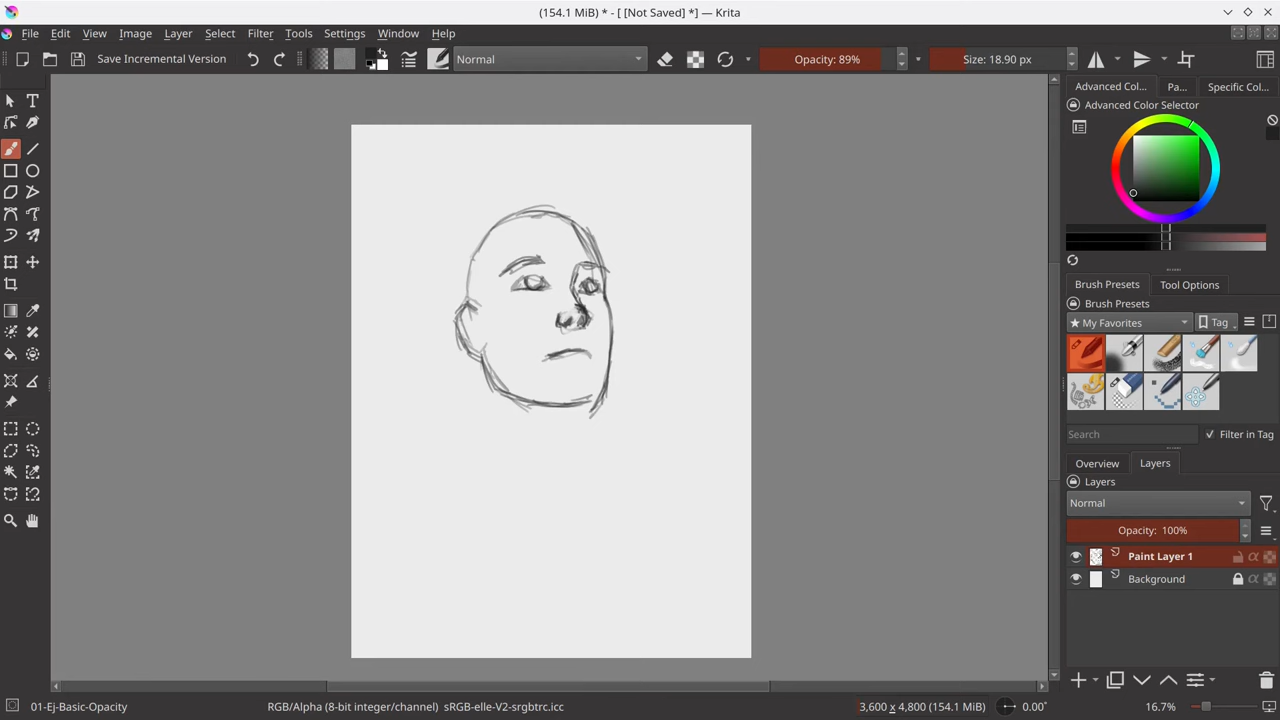 (154.1 MiB) * - [ [Not Saved] *] — Krita
File Edit View Image Layer Select Filter Tools Settings Window Help
Save Incremental Version Normal Opacity: 89% Size: 18.90 px
Advanced Col... Pa... Specific Col...
Advanced Color Selector
Brush Presets Tool Options
Brush Presets
★ My Favorites Tag
Search Filter in Tag
Overview Layers
Layers
Normal
Opacity: 100%
Paint Layer 1
Background
01-Ej-Basic-Opacity RGB/Alpha (8-bit integer/channel) sRGB-elle-V2-srgbtrc.icc 3,600 x 4,800 (154.1 MiB) 0.00° 16.7%